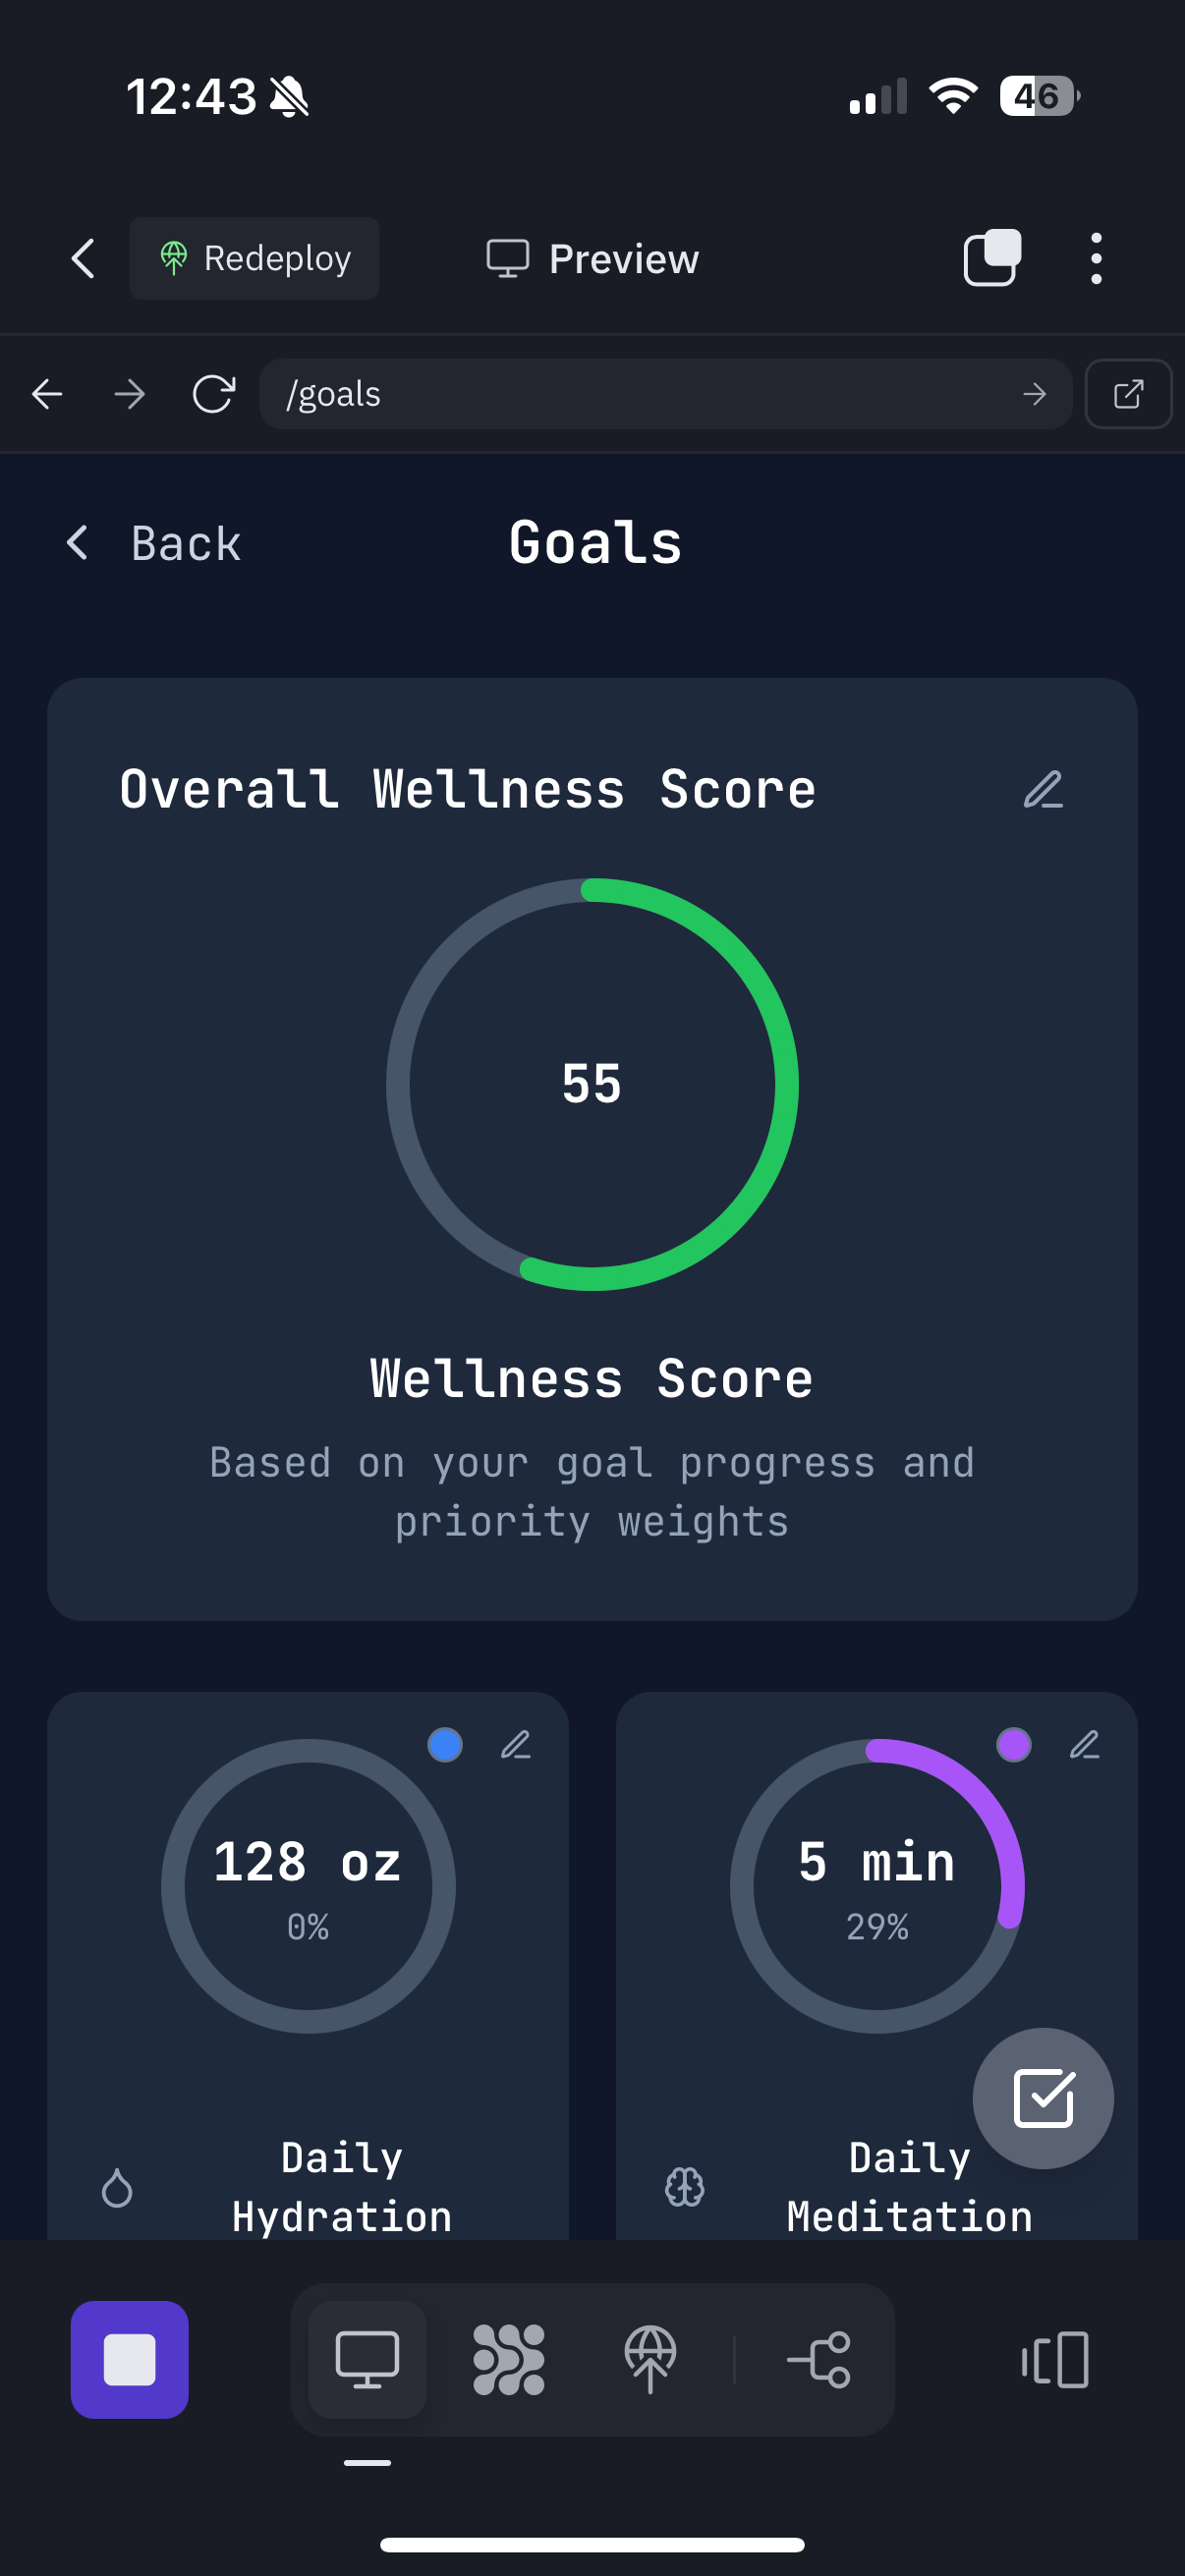 12:43
46
Redeploy
Preview
/goals
Back
Goals
Overall Wellness Score
55
Wellness Score
Based on your goal progress and
priority weights
128 oz
0%
5 min
29%
Daily
Hydration
Daily
Meditation